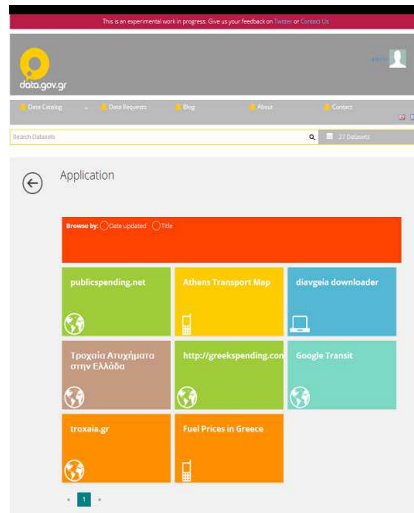 This is an experimental work in progress. Give us your feedback on Twitter or Contact Us
data.gov.gr
Data Catalog
Data Requests
Blog
About
Contact
Search Datasets
27 Datasets
Application
Browse by: Date updated Title
publicspending.net
Athens Transport Map
diavgeia downloader
Τροχαία Ατυχήματα
στην Ελλάδα
http://greekspending.com
Google Transit
troxaia.gr
Fuel Prices in Greece
« 1 »